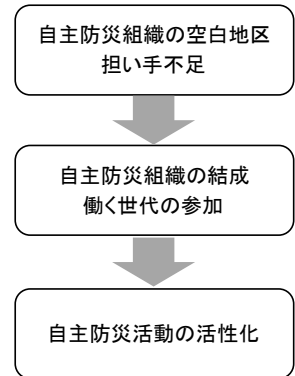 自主防災組織の空白地区
担い手不足
自主防災組織の結成
働く世代の参加
自主防災活動の活性化